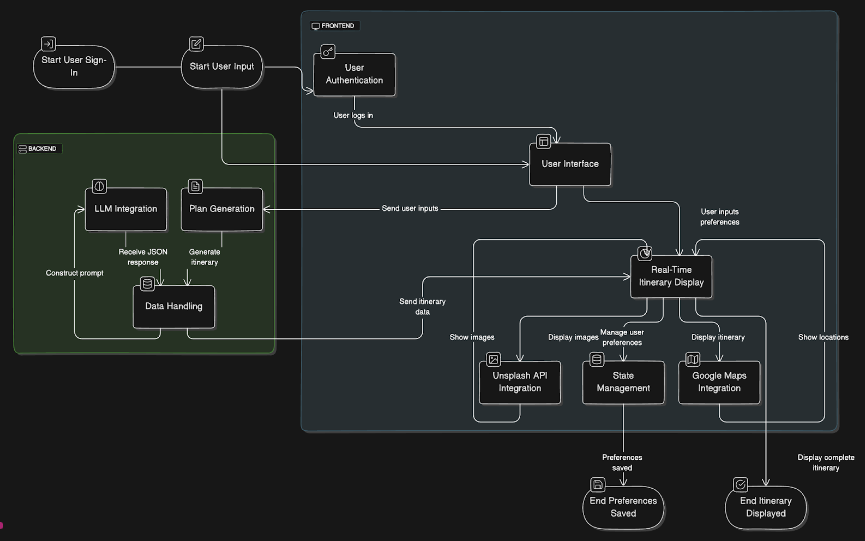 FRONTEND
Start User Sign-
In
Start User Input
User
Authentication
User logs in
BACKEND
User Interface
LLM Integration
Plan Generation
Send user inputs
User inputs
preferences
Receive JSON
response
Generate
itinerary
Construct prompt
Real-Time
Itinerary Display
Data Handling
Send itinerary
data
Show images
Display images
Manage user
preferences
Display itinerary
Show locations
Unsplash API
Integration
State
Management
Google Maps
Integration
Preferences
saved
Display complete
itinerary
End Preferences
Saved
End Itinerary
Displayed